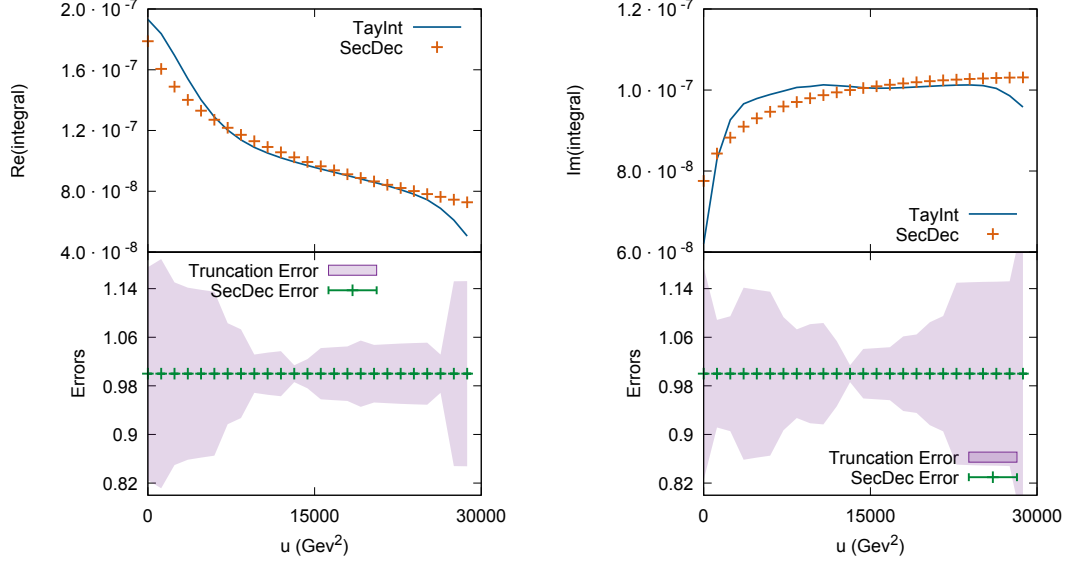 2.0 · 10^-7
1.6 · 10^-7
1.2 · 10^-7
8.0 · 10^-8
4.0 · 10^-8
Re(integral)
TayInt
SecDec
1.14
1.06
0.98
0.9
0.82
Errors
Truncation Error
SecDec Error
0
15000
30000
u (Gev^2)
1.2 · 10^-7
1.0 · 10^-7
8.0 · 10^-8
6.0 · 10^-8
Im(integral)
TayInt
SecDec
1.14
1.06
0.98
0.9
0.82
Errors
Truncation Error
SecDec Error
0
15000
30000
u (Gev^2)